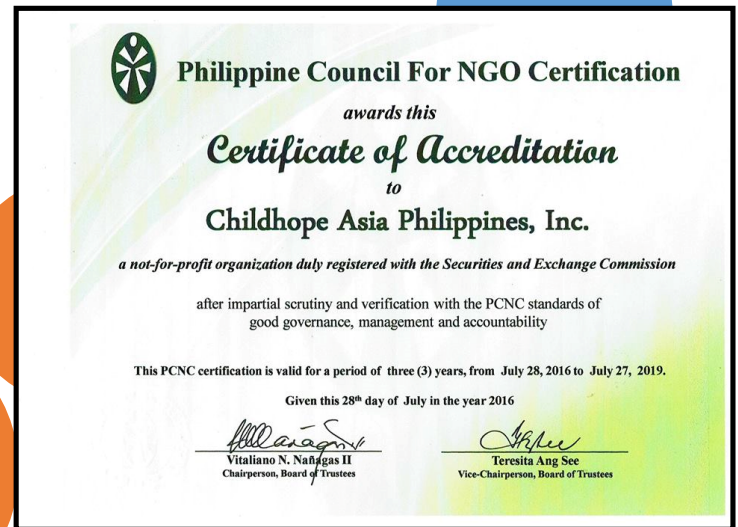 Philippine Council For NGO Certification
awards this
Certificate of Accreditation
to
Childhope Asia Philippines, Inc.
a not-for-profit organization duly registered with the Securities and Exchange Commission
after impartial scrutiny and verification with the PCNC standards of
good governance, management and accountability
This PCNC certification is valid for a period of three (3) years, from July 28, 2016 to July 27, 2019.
Given this 28th day of July in the year 2016
Vitaliano N. Nañagas II
Chairperson, Board of Trustees
Teresita Ang See
Vice-Chairperson, Board of Trustees